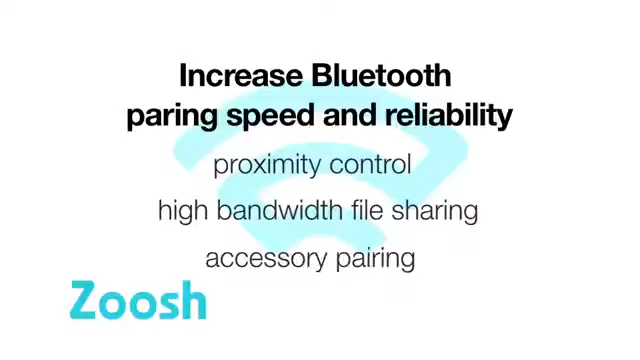 Increase Bluetooth
paring speed and reliability
proximity control
high bandwidth file sharing
accessory pairing
Zoosh